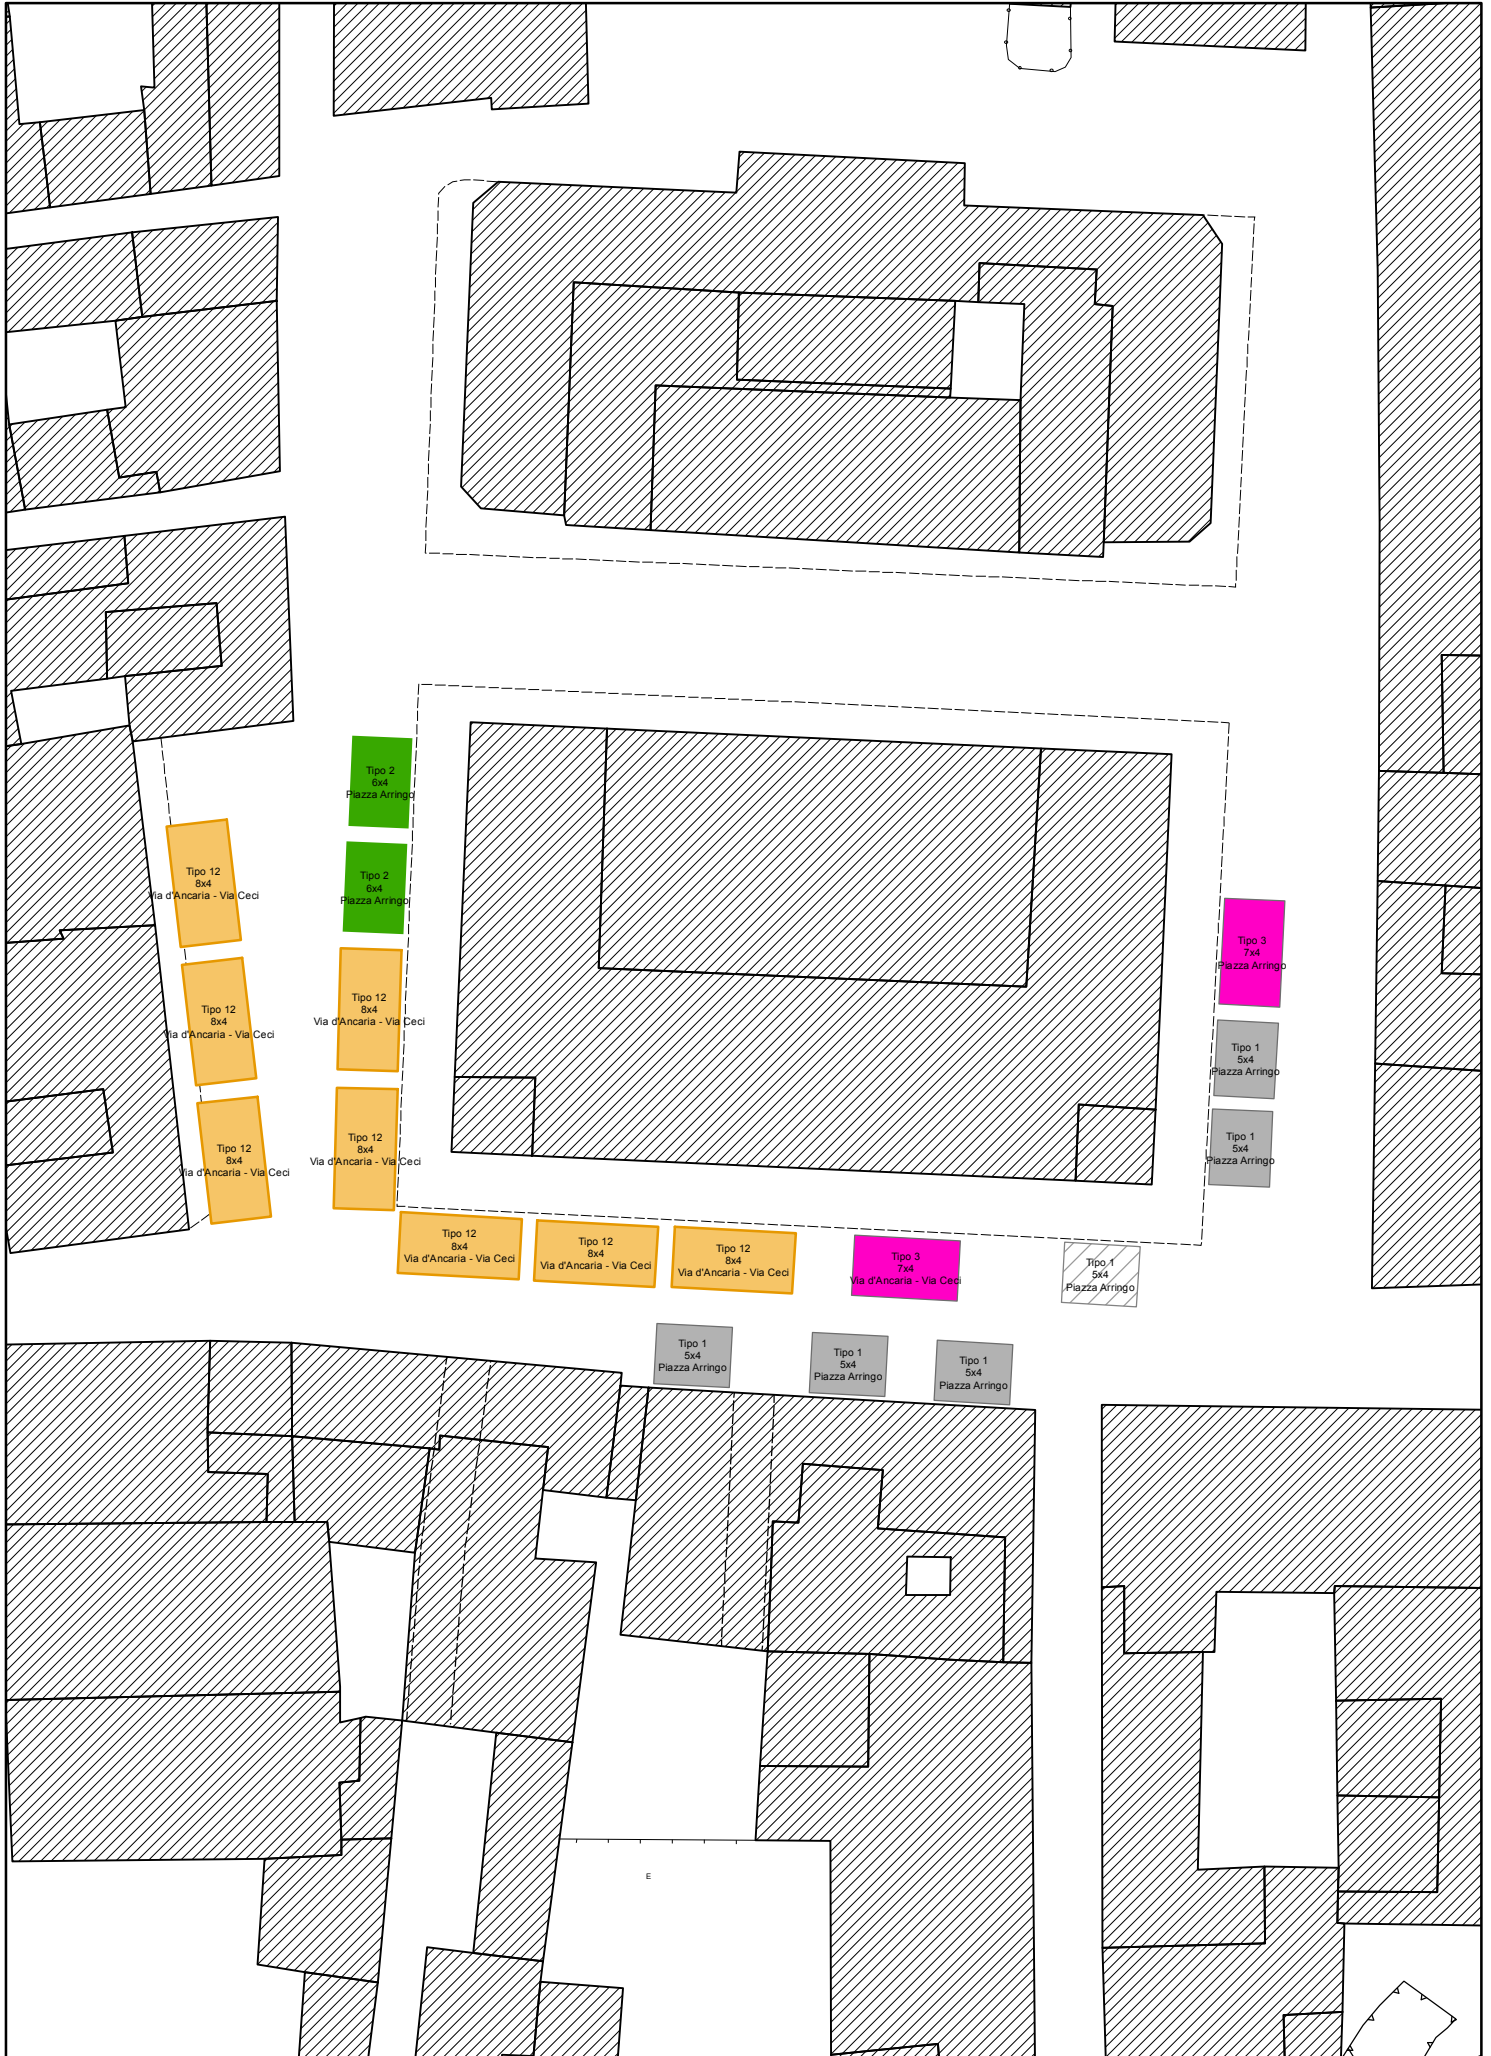 Tipo 2
6x4
Piazza Arringo
Tipo 12
8x4
Via d'Ancaria - Via Ceci
Tipo 2
6x4
Piazza Arringo
Tipo 3
7x4
Piazza Arringo
Tipo 12
8x4
Via d'Ancaria - Via Ceci
Tipo 12
8x4
Via d'Ancaria - Via Ceci
Tipo 1
5x4
Piazza Arringo
Tipo 12
8x4
Via d'Ancaria - Via Ceci
Tipo 12
8x4
Via d'Ancaria - Via Ceci
Tipo 1
5x4
Piazza Arringo
Tipo 12
8x4
Via d'Ancaria - Via Ceci
Tipo 12
8x4
Via d'Ancaria - Via Ceci
Tipo 12
8x4
Via d'Ancaria - Via Ceci
Tipo 3
7x4
Via d'Ancaria - Via Ceci
Tipo 1
5x4
Piazza Arringo
Tipo 1
5x4
Piazza Arringo
Tipo 1
5x4
Piazza Arringo
Tipo 1
5x4
Piazza Arringo
E